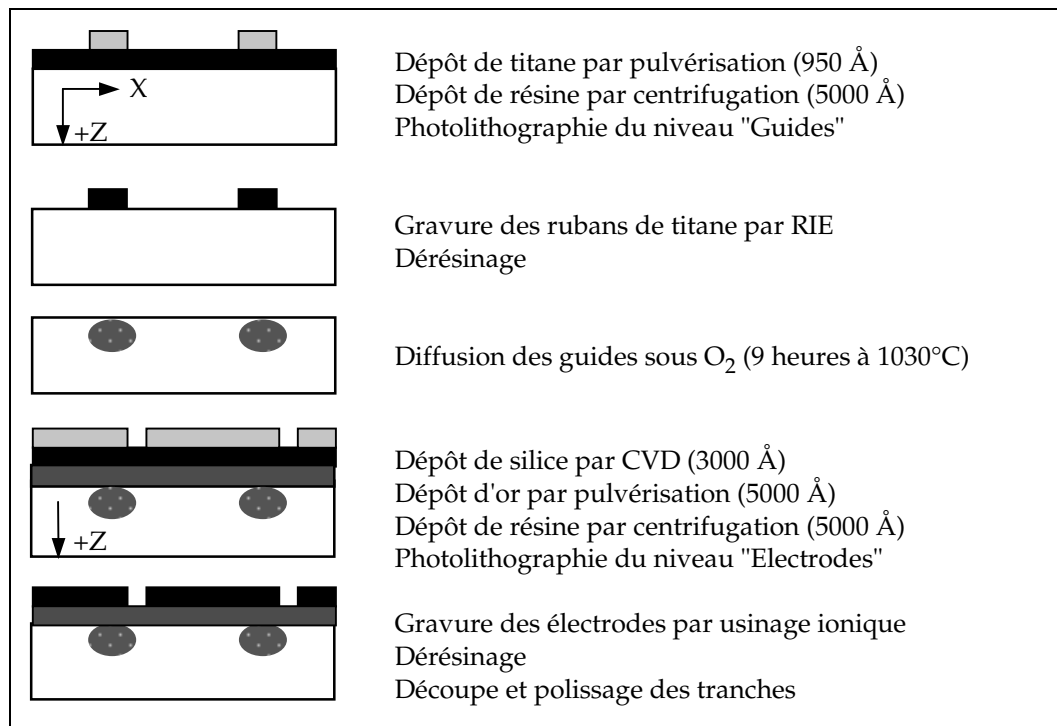 Dépôt de titane par pulvérisation (950 Å)
Dépôt de résine par centrifugation (5000 Å)
Photolithographie du niveau "Guides"
X
+Z
Gravure des rubans de titane par RIE
Dérésinage
Diffusion des guides sous O₂ (9 heures à 1030°C)
Dépôt de silice par CVD (3000 Å)
Dépôt d'or par pulvérisation (5000 Å)
Dépôt de résine par centrifugation (5000 Å)
Photolithographie du niveau "Electrodes"
+Z
Gravure des électrodes par usinage ionique
Dérésinage
Découpe et polissage des tranches